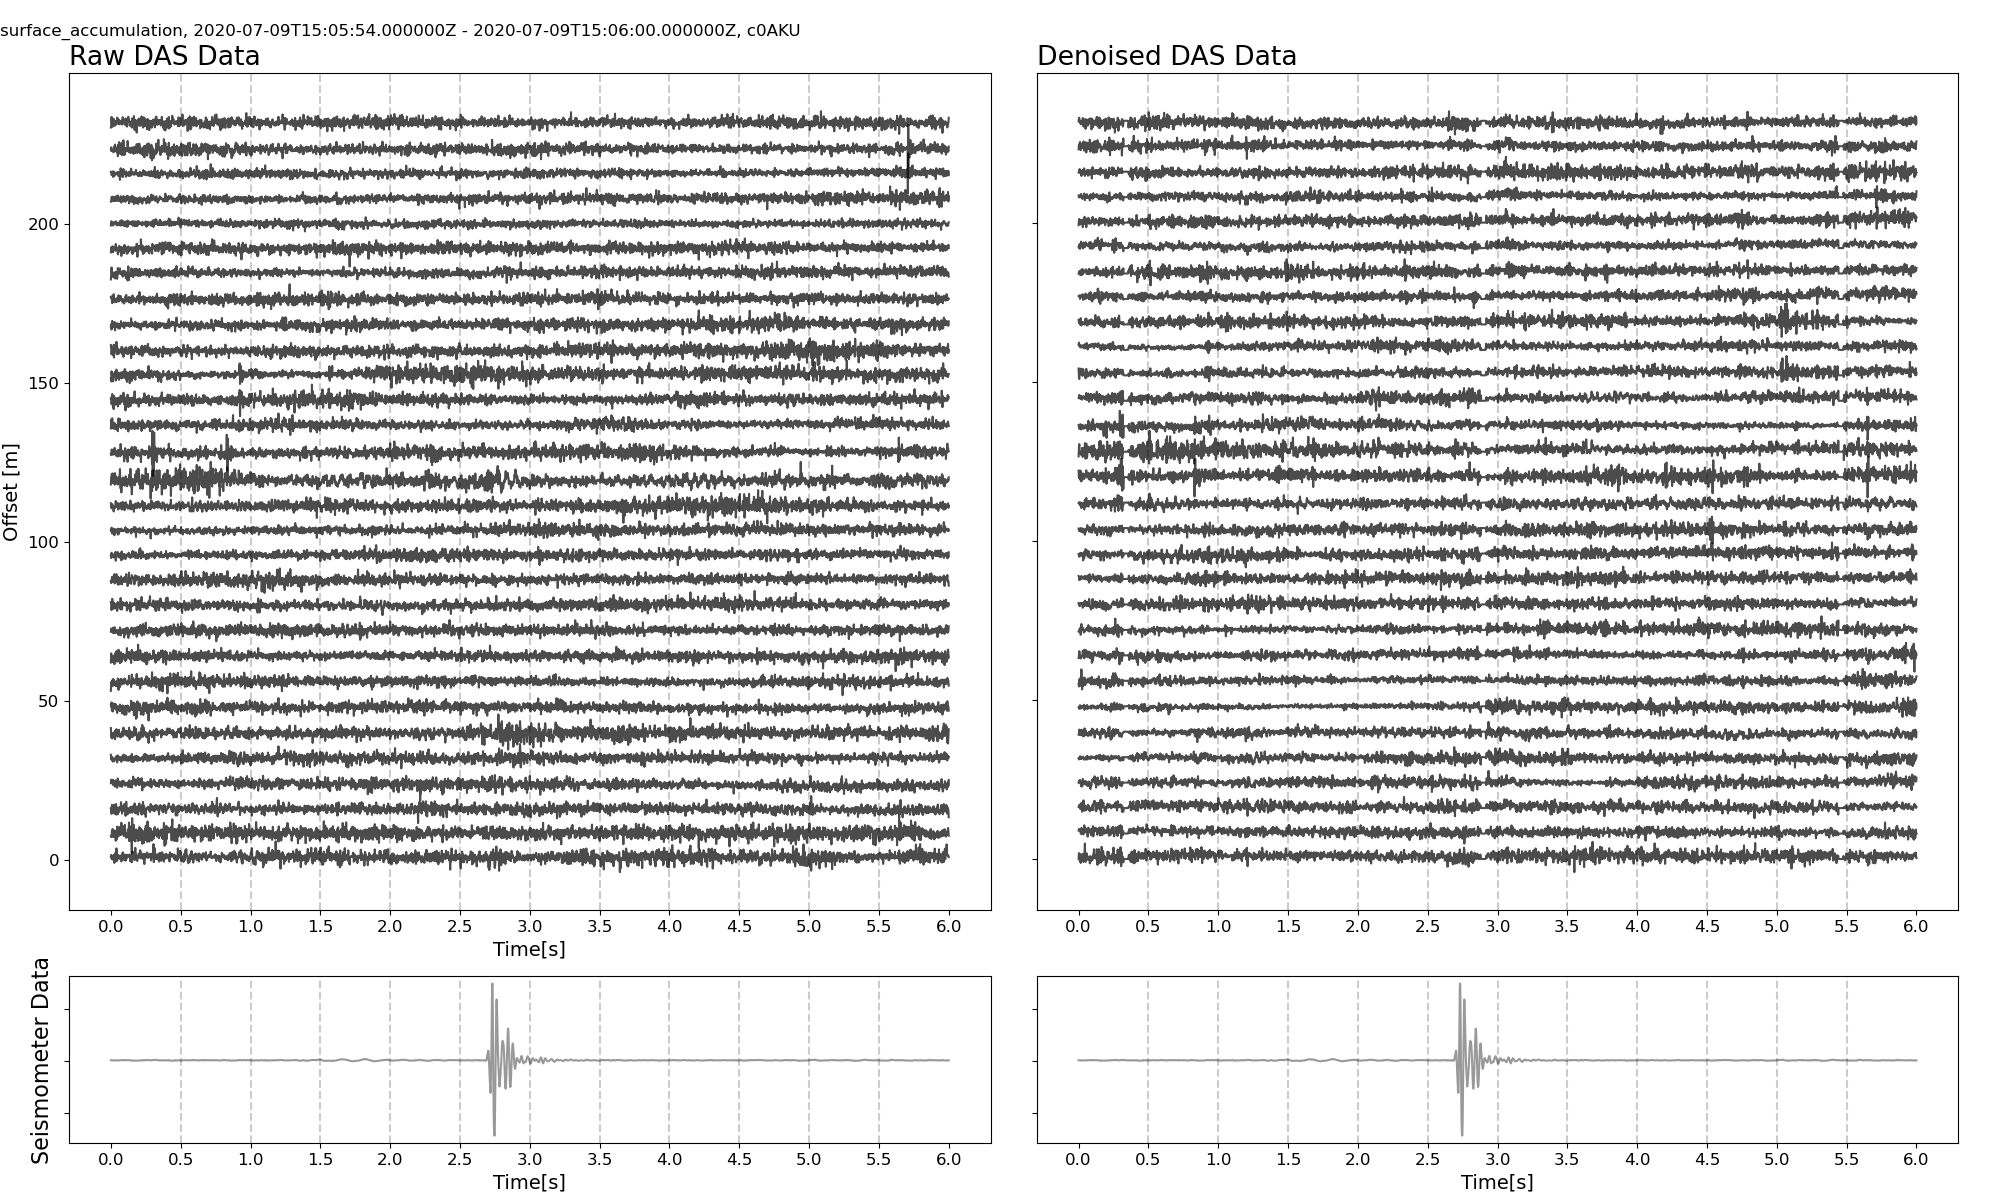 surface_accumulation, 2020-07-09T15:05:54.000000Z - 2020-07-09T15:06:00.000000Z, c0AKU
Raw DAS Data
Denoised DAS Data
Offset [m]
200
150
100
50
0
0.0 0.5 1.0 1.5 2.0 2.5 3.0 3.5 4.0 4.5 5.0 5.5 6.0
Time[s]
0.0 0.5 1.0 1.5 2.0 2.5 3.0 3.5 4.0 4.5 5.0 5.5 6.0
Seismometer Data
0.0 0.5 1.0 1.5 2.0 2.5 3.0 3.5 4.0 4.5 5.0 5.5 6.0
Time[s]
0.0 0.5 1.0 1.5 2.0 2.5 3.0 3.5 4.0 4.5 5.0 5.5 6.0
Time[s]